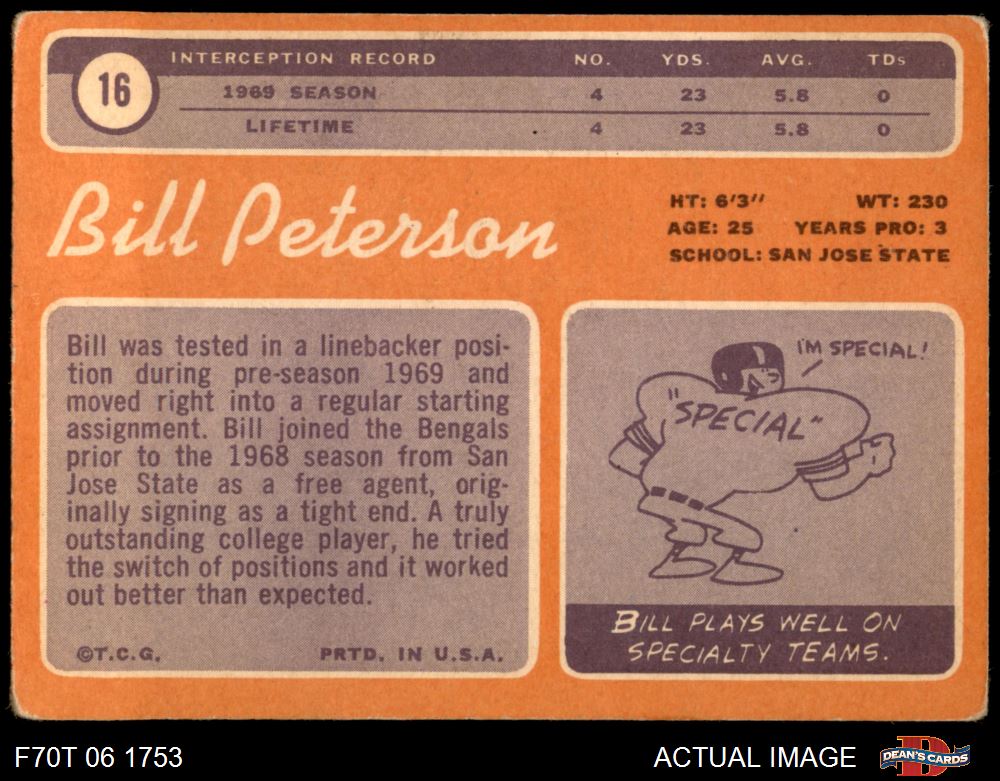 16
INTERCEPTION RECORD NO. YDS. AVG. TDs
1969 SEASON 4 23 5.8 0
LIFETIME 4 23 5.8 0
Bill Peterson
HT: 6'3" WT: 230
AGE: 25 YEARS PRO: 3
SCHOOL: SAN JOSE STATE
Bill was tested in a linebacker posi-
tion during pre-season 1969 and
moved right into a regular starting
assignment. Bill joined the Bengals
prior to the 1968 season from San
Jose State as a free agent, orig-
inally signing as a tight end. A truly
outstanding college player, he tried
the switch of positions and it worked
out better than expected.
©T.C.G. PRTD. IN U.S.A.
I'M SPECIAL!
"SPECIAL"
BILL PLAYS WELL ON
SPECIALTY TEAMS.
F70T 06 1753
ACTUAL IMAGE
D
DEAN'S CARDS